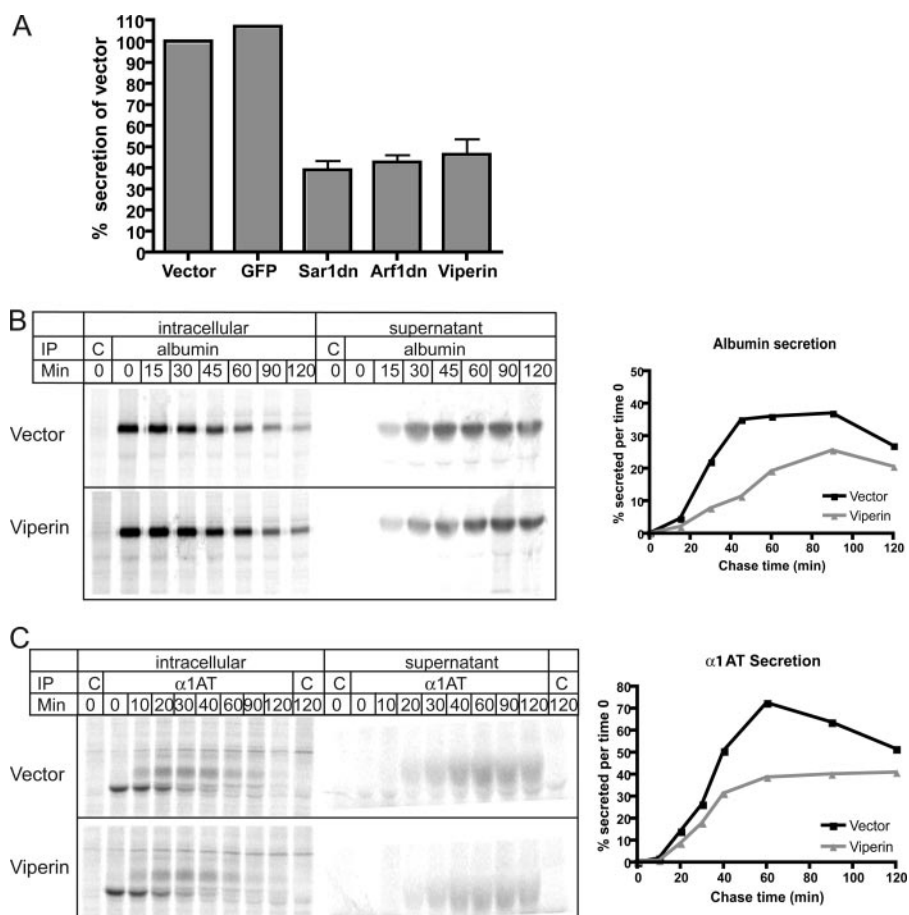 A
% secretion of vector
110
100
90
80
70
60
50
40
30
20
10
0
Vector GFP Sar1dn Arf1dn Viperin
B
intracellular supernatant
IP C albumin C albumin
Min 0 0 15 30 45 60 90 120 0 0 15 30 45 60 90 120
Vector
Viperin
Albumin secretion
% secreted per time 0
50
40
30
20
10
0
Vector
Viperin
0 20 40 60 80 100 120
Chase time (min)
C
intracellular supernatant
IP C α1AT C C α1AT C
Min 0 0 10 20 30 40 60 90 120 120 0 0 10 20 30 40 60 90 120 120
Vector
Viperin
α1AT Secretion
% secreted per time 0
80
70
60
50
40
30
20
10
0
Vector
Viperin
0 20 40 60 80 100 120
Chase time (min)